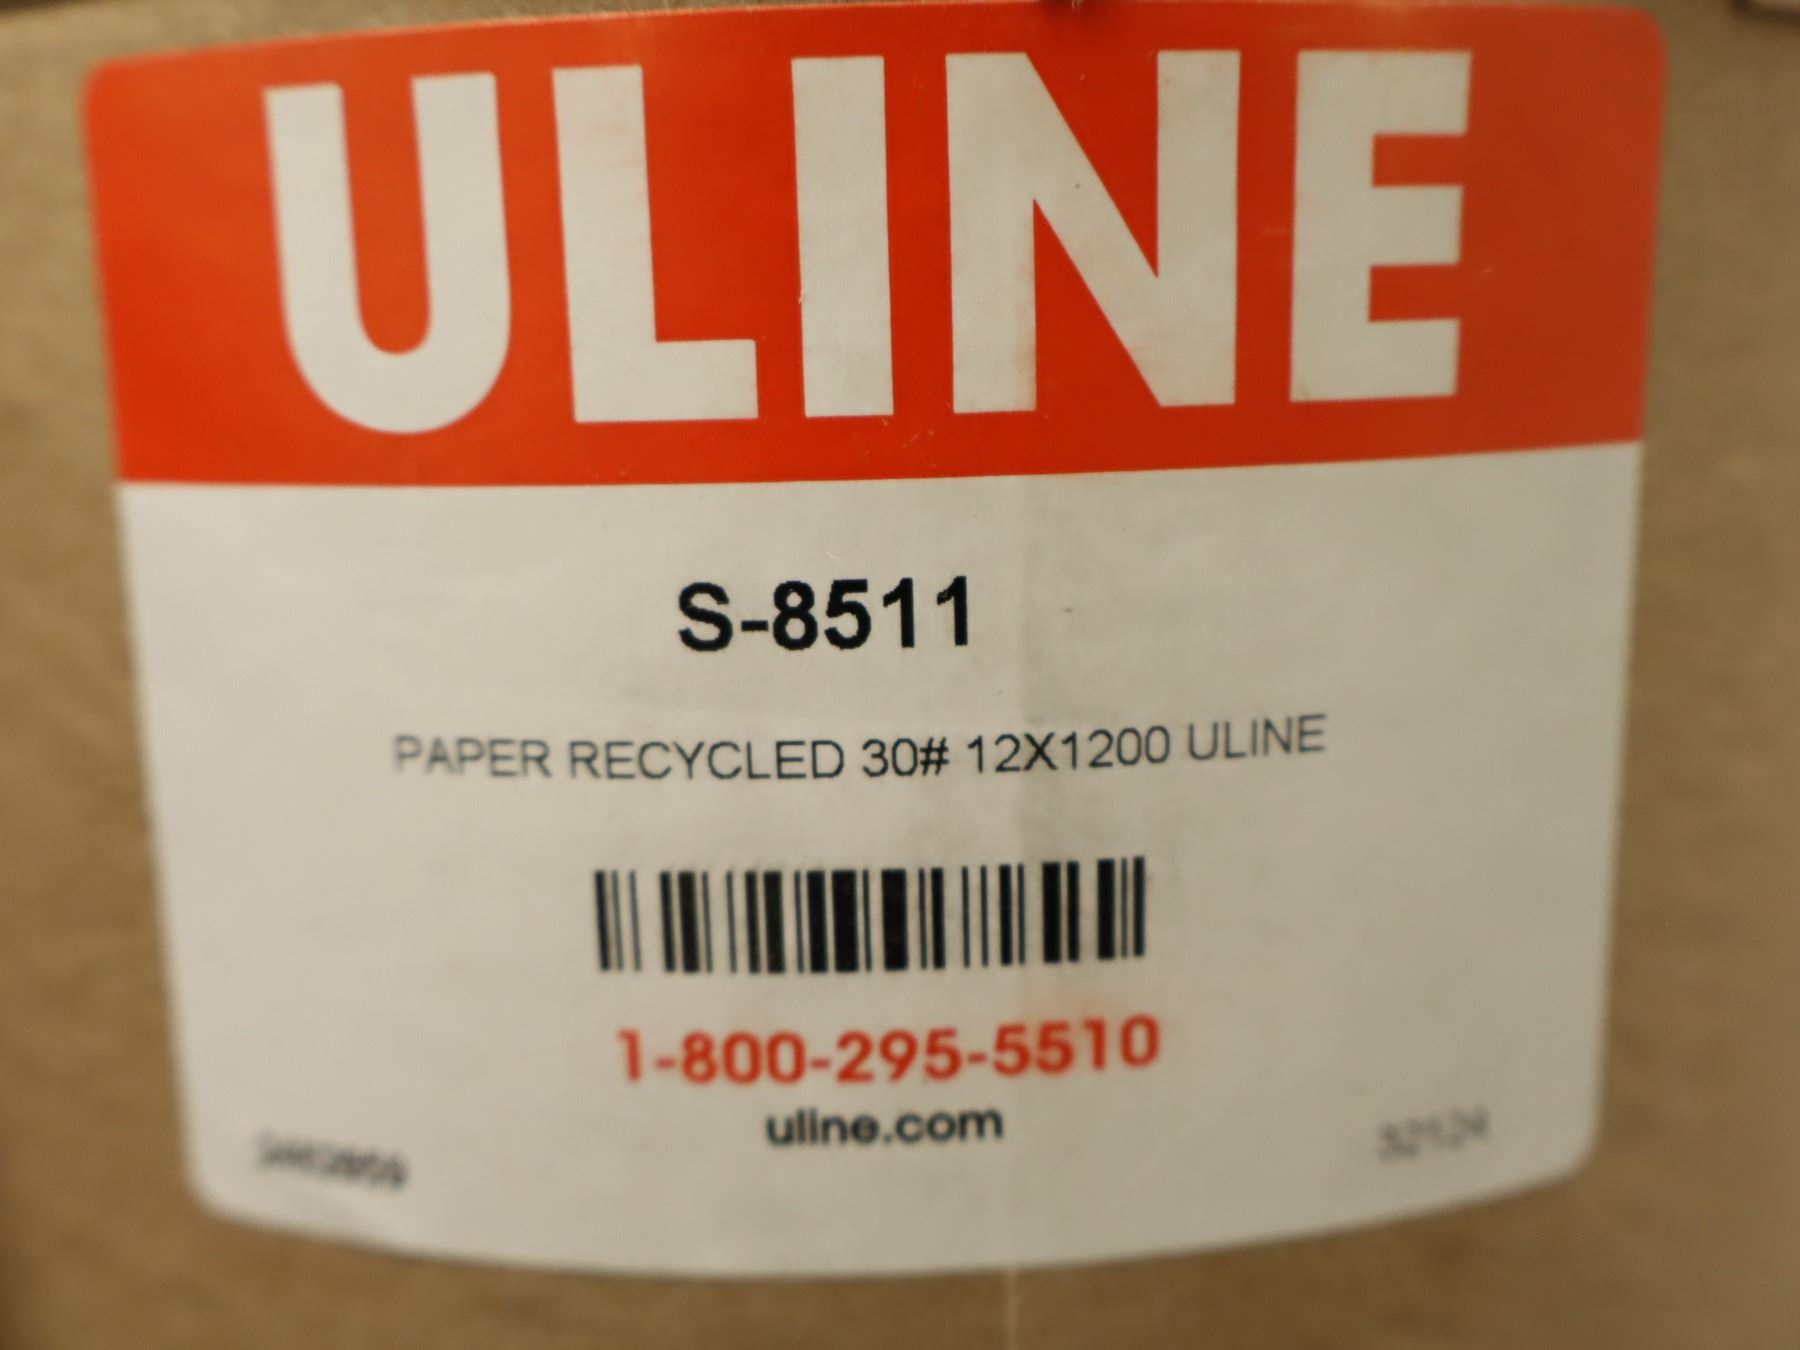 ULINE
S-8511
PAPER RECYCLED 30# 12X1200 ULINE
1-800-295-5510
uline.com